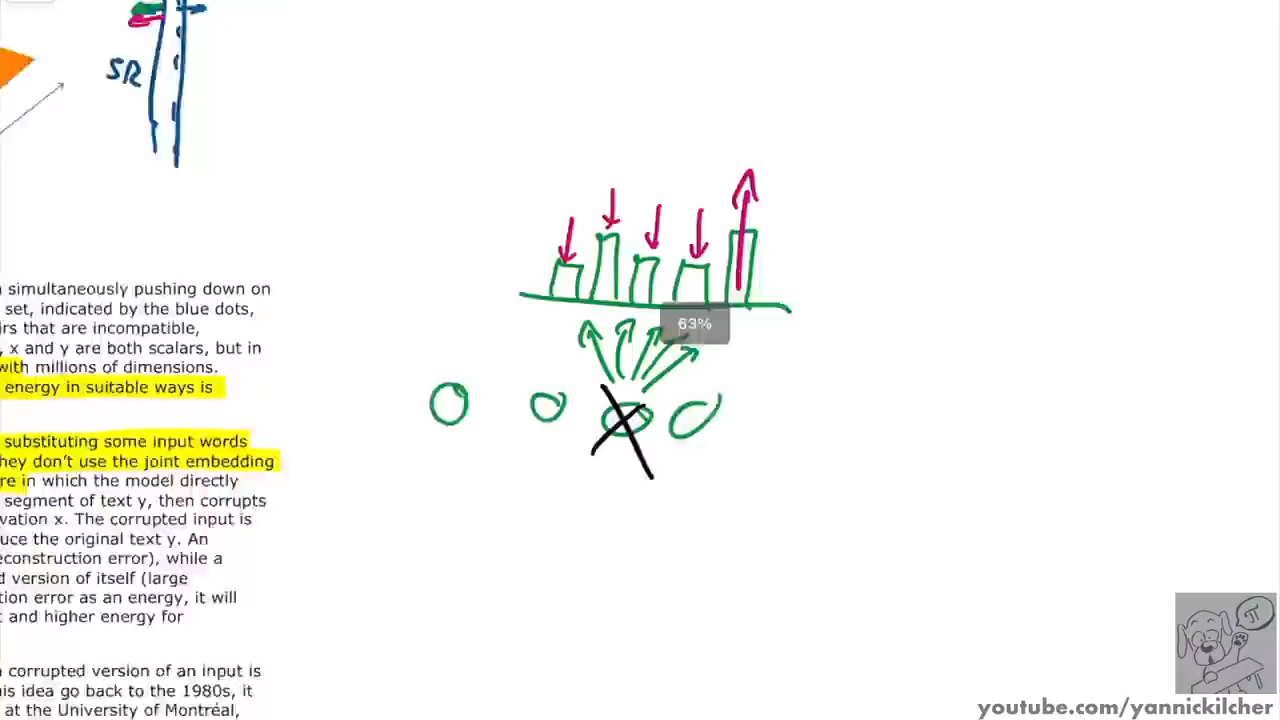 SR
simultaneously pushing down on
set, indicated by the blue dots,
irs that are incompatible,
, x and y are both scalars, but in
with millions of dimensions.
energy in suitable ways is
63%
substituting some input words
hey don't use the joint embedding
re in which the model directly
segment of text y, then corrupts
vation x. The corrupted input is
uce the original text y. An
econstruction error), while a
d version of itself (large
tion error as an energy, it will
t and higher energy for
corrupted version of an input is
his idea go back to the 1980s, it
at the University of Montréal,
π
youtube.com/yannickilcher